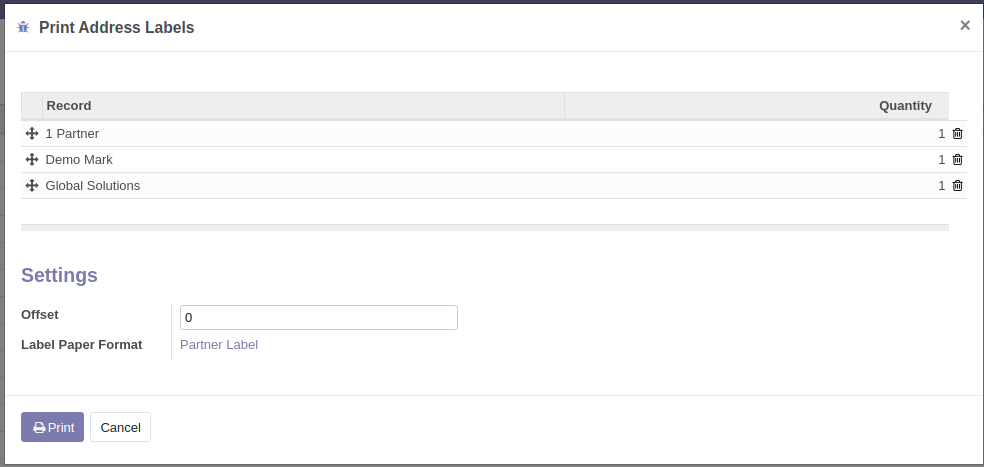 Print Address Labels
×
Record Quantity
1 Partner 1
Demo Mark 1
Global Solutions 1
Settings
Offset 0
Label Paper Format Partner Label
Print Cancel